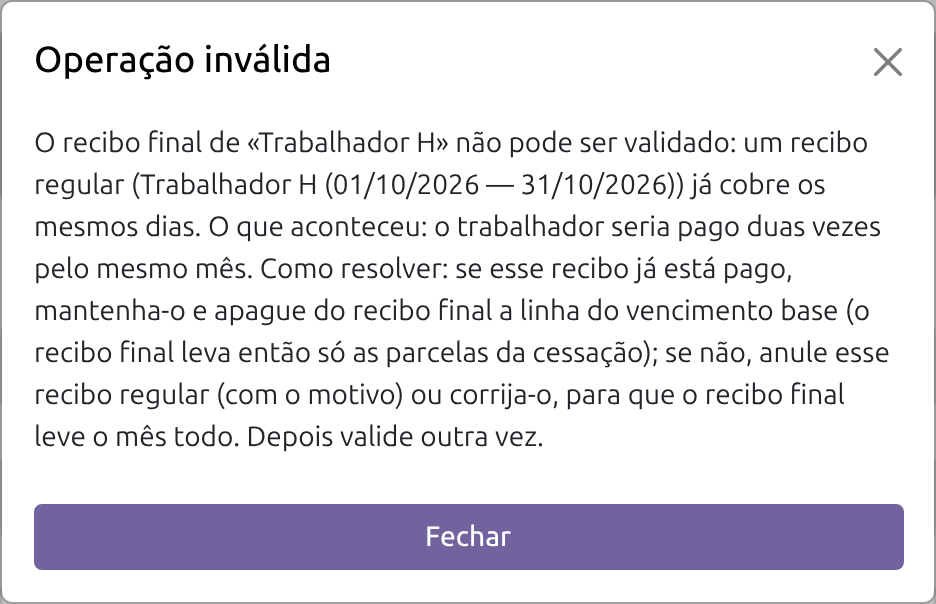 Operação inválida
O recibo final de «Trabalhador H» não pode ser validado: um recibo
regular (Trabalhador H (01/10/2026 — 31/10/2026)) já cobre os
mesmos dias. O que aconteceu: o trabalhador seria pago duas vezes
pelo mesmo mês. Como resolver: se esse recibo já está pago,
mantenha-o e apague do recibo final a linha do vencimento base (o
recibo final leva então só as parcelas da cessação); se não, anule esse
recibo regular (com o motivo) ou corrija-o, para que o recibo final
leve o mês todo. Depois valide outra vez.
Fechar